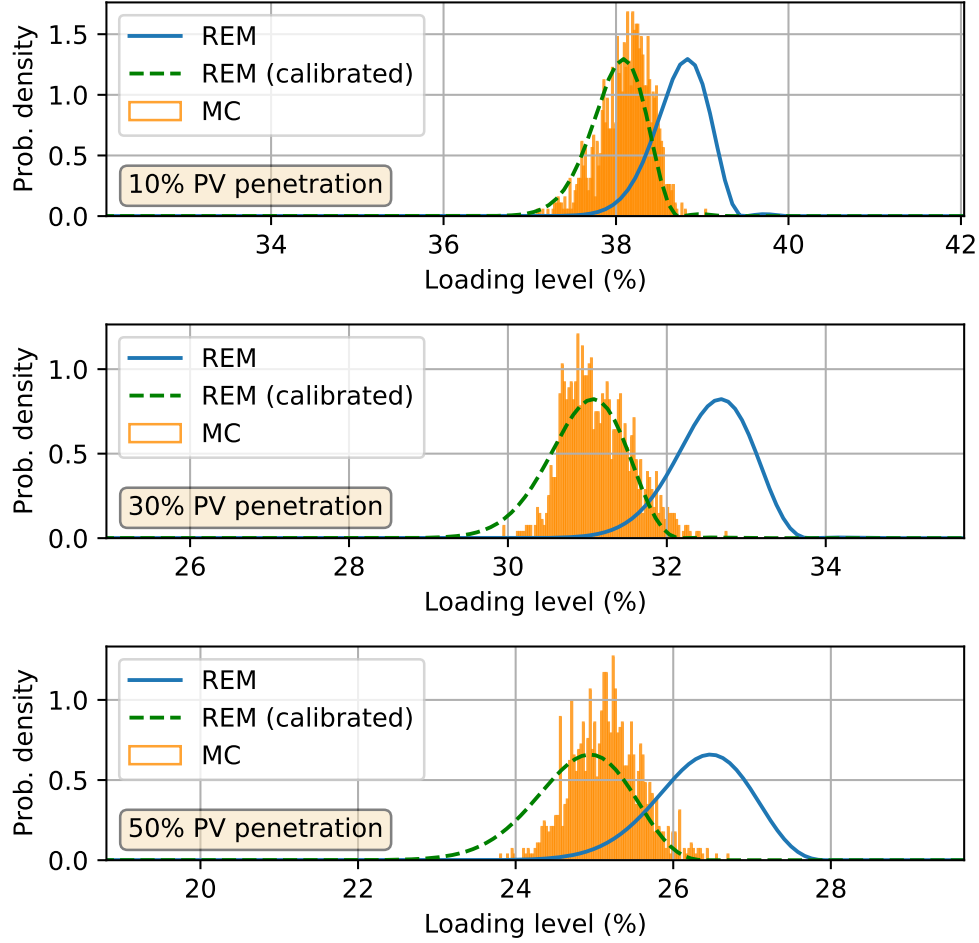 Prob. density
1.5
1.0
0.5
0.0
REM
REM (calibrated)
MC
10% PV penetration
34
36
38
40
42
Loading level (%)
Prob. density
1.0
0.5
0.0
REM
REM (calibrated)
MC
30% PV penetration
26
28
30
32
34
Loading level (%)
Prob. density
1.0
0.5
0.0
REM
REM (calibrated)
MC
50% PV penetration
20
22
24
26
28
Loading level (%)